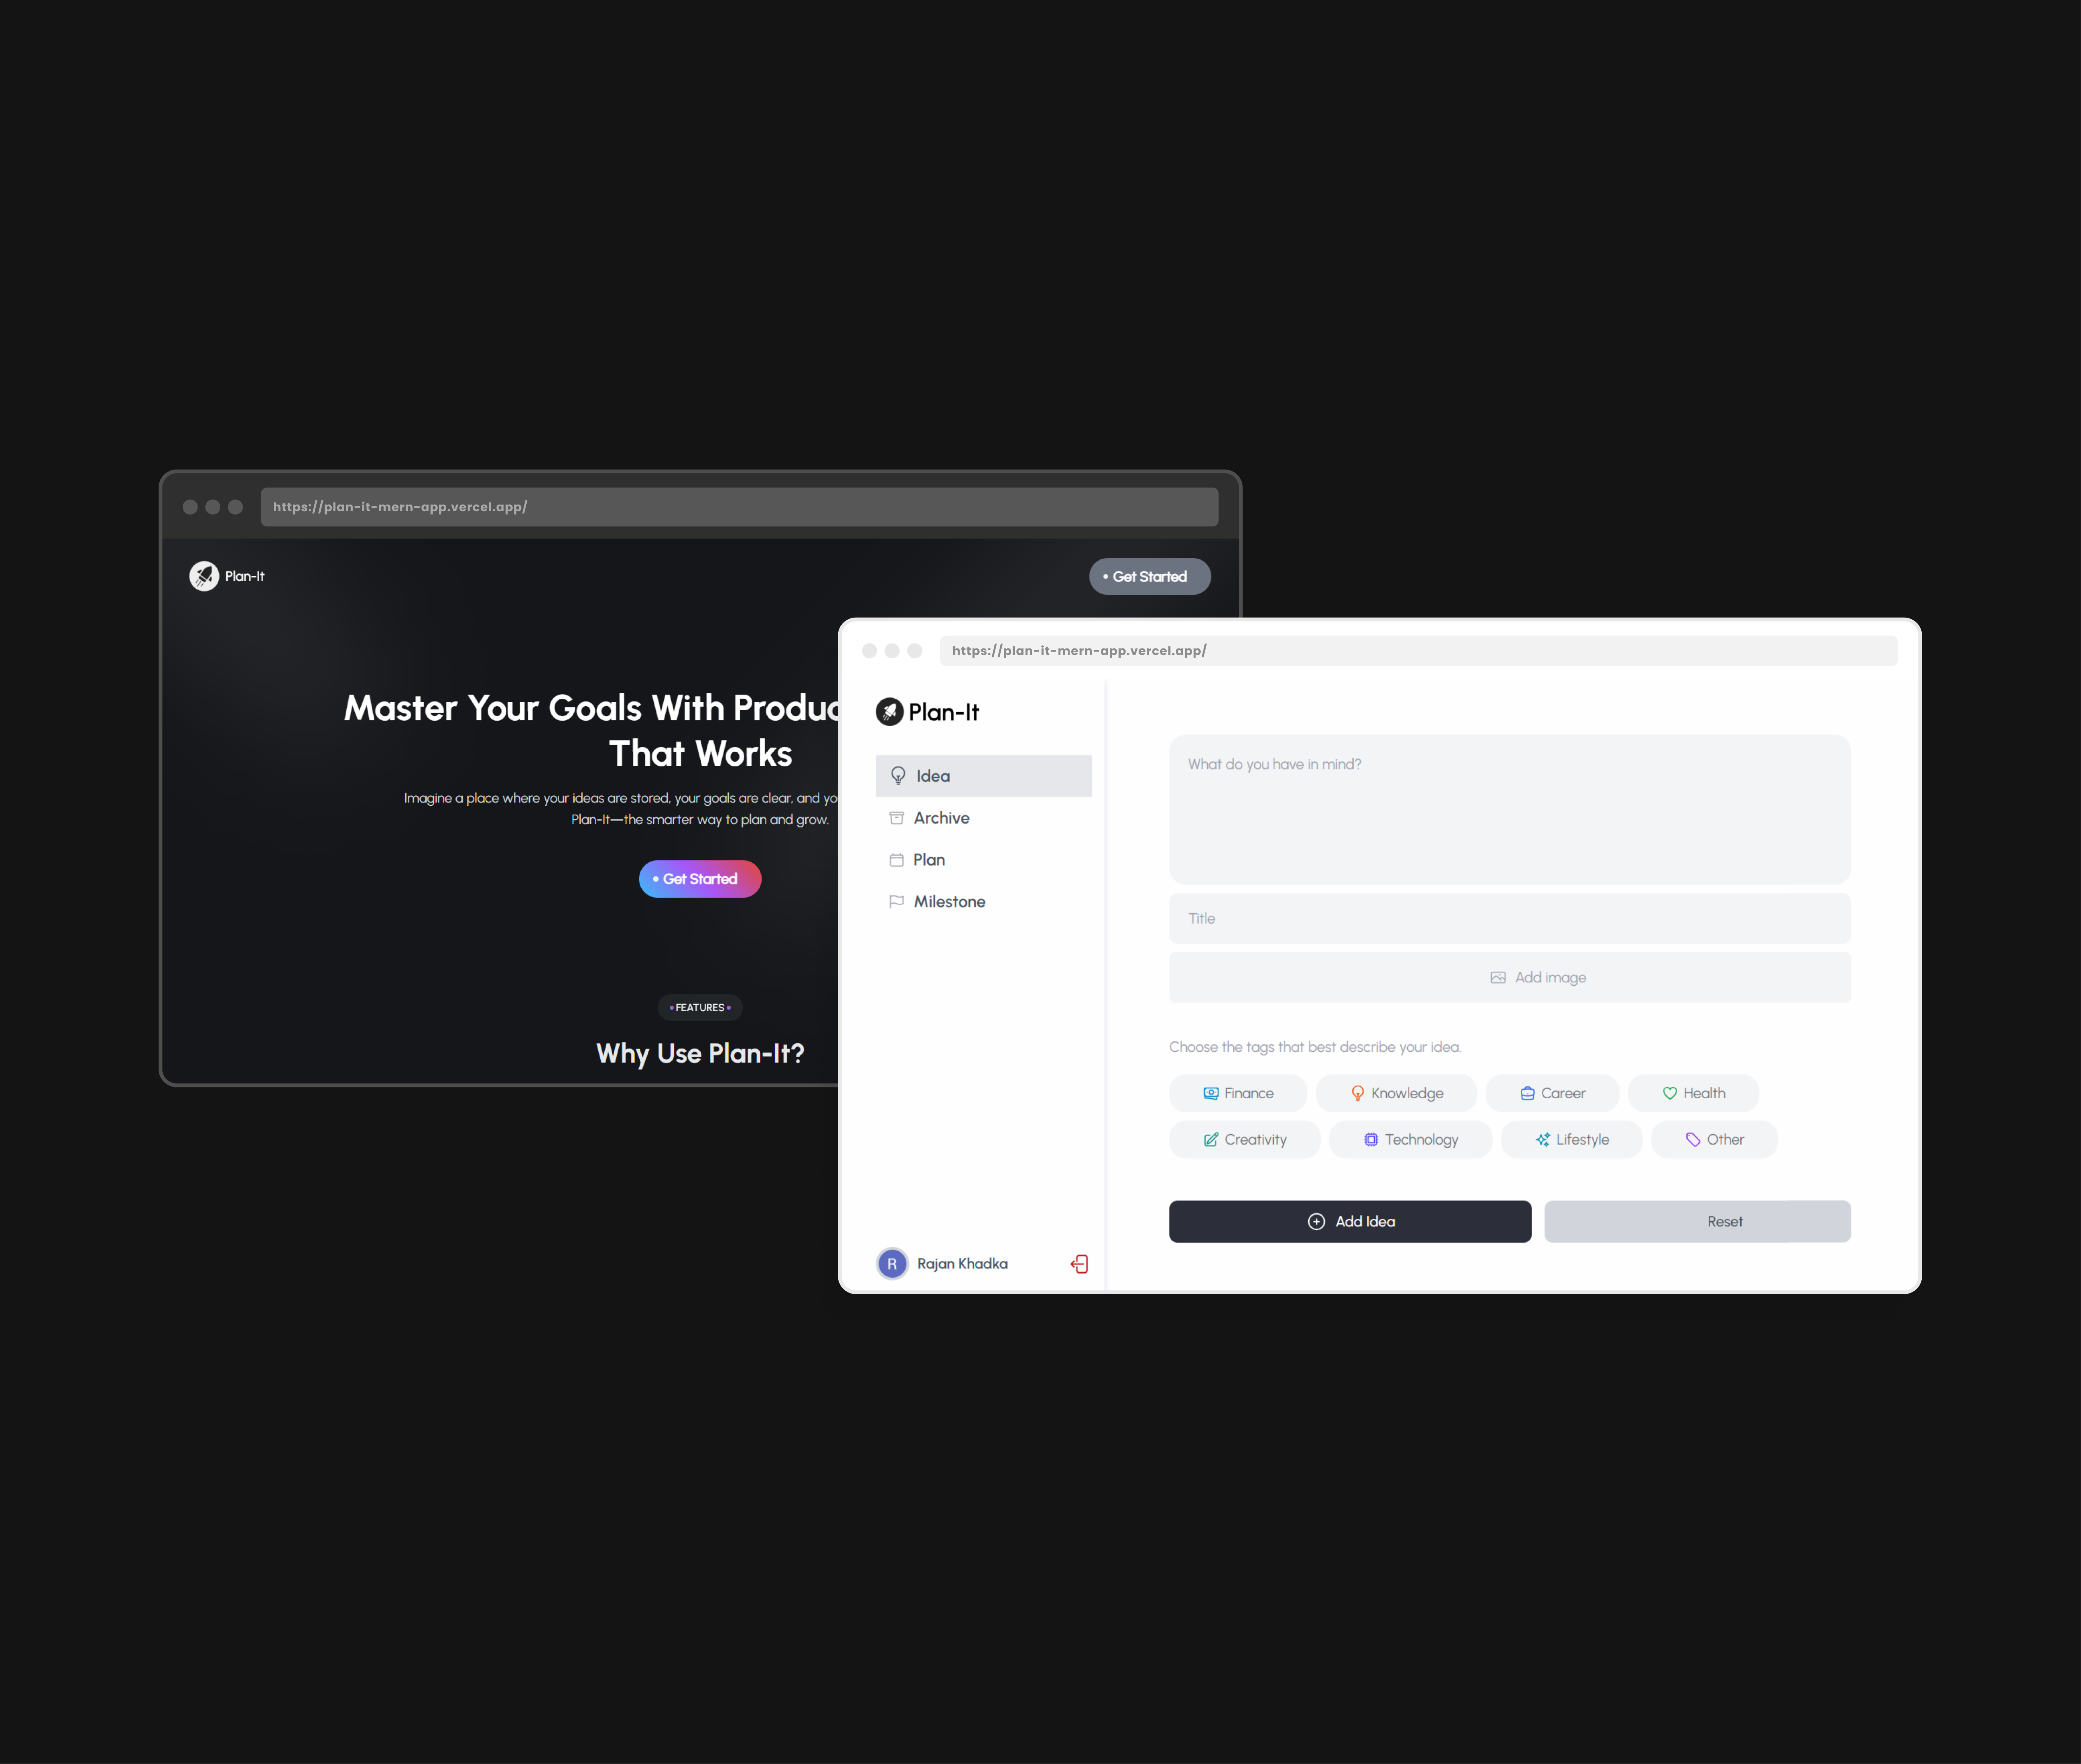 https://plan-it-mern-app.vercel.app/
Plan-It
Get Started
Master Your Goals With
That Works
Imagine a place where your ideas are stored, your goals are clear, and
Plan-It—the smarter way to plan and grow.
Get Started
FEATURES
Why Use Plan-It?
https://plan-it-mern-app.vercel.app/
Plan-It
Idea
Archive
Plan
Milestone
R Rajan Khadka
What do you have in mind?
Title
Add image
Choose the tags that best describe your idea.
Finance Knowledge Career Health
Creativity Technology Lifestyle Other
Add Idea Reset